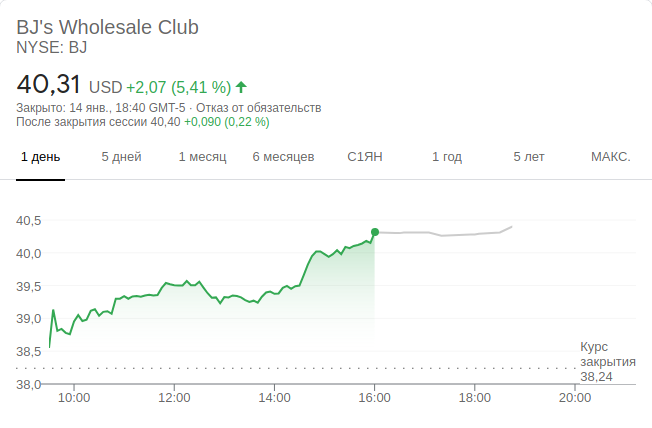 BJ's Wholesale Club
NYSE: BJ
40,31 USD +2,07 (5,41 %)
Закрыто: 14 янв., 18:40 GMT-5 · Отказ от обязательств
После закрытия сессии 40,40 +0,090 (0,22 %)
1 день 5 дней 1 месяц 6 месяцев С1ЯН 1 год 5 лет МАКС.
40,5
40,0
39,5
39,0
38,5
38,0
Курс
закрытия
38,24
10:00 12:00 14:00 16:00 18:00 20:00